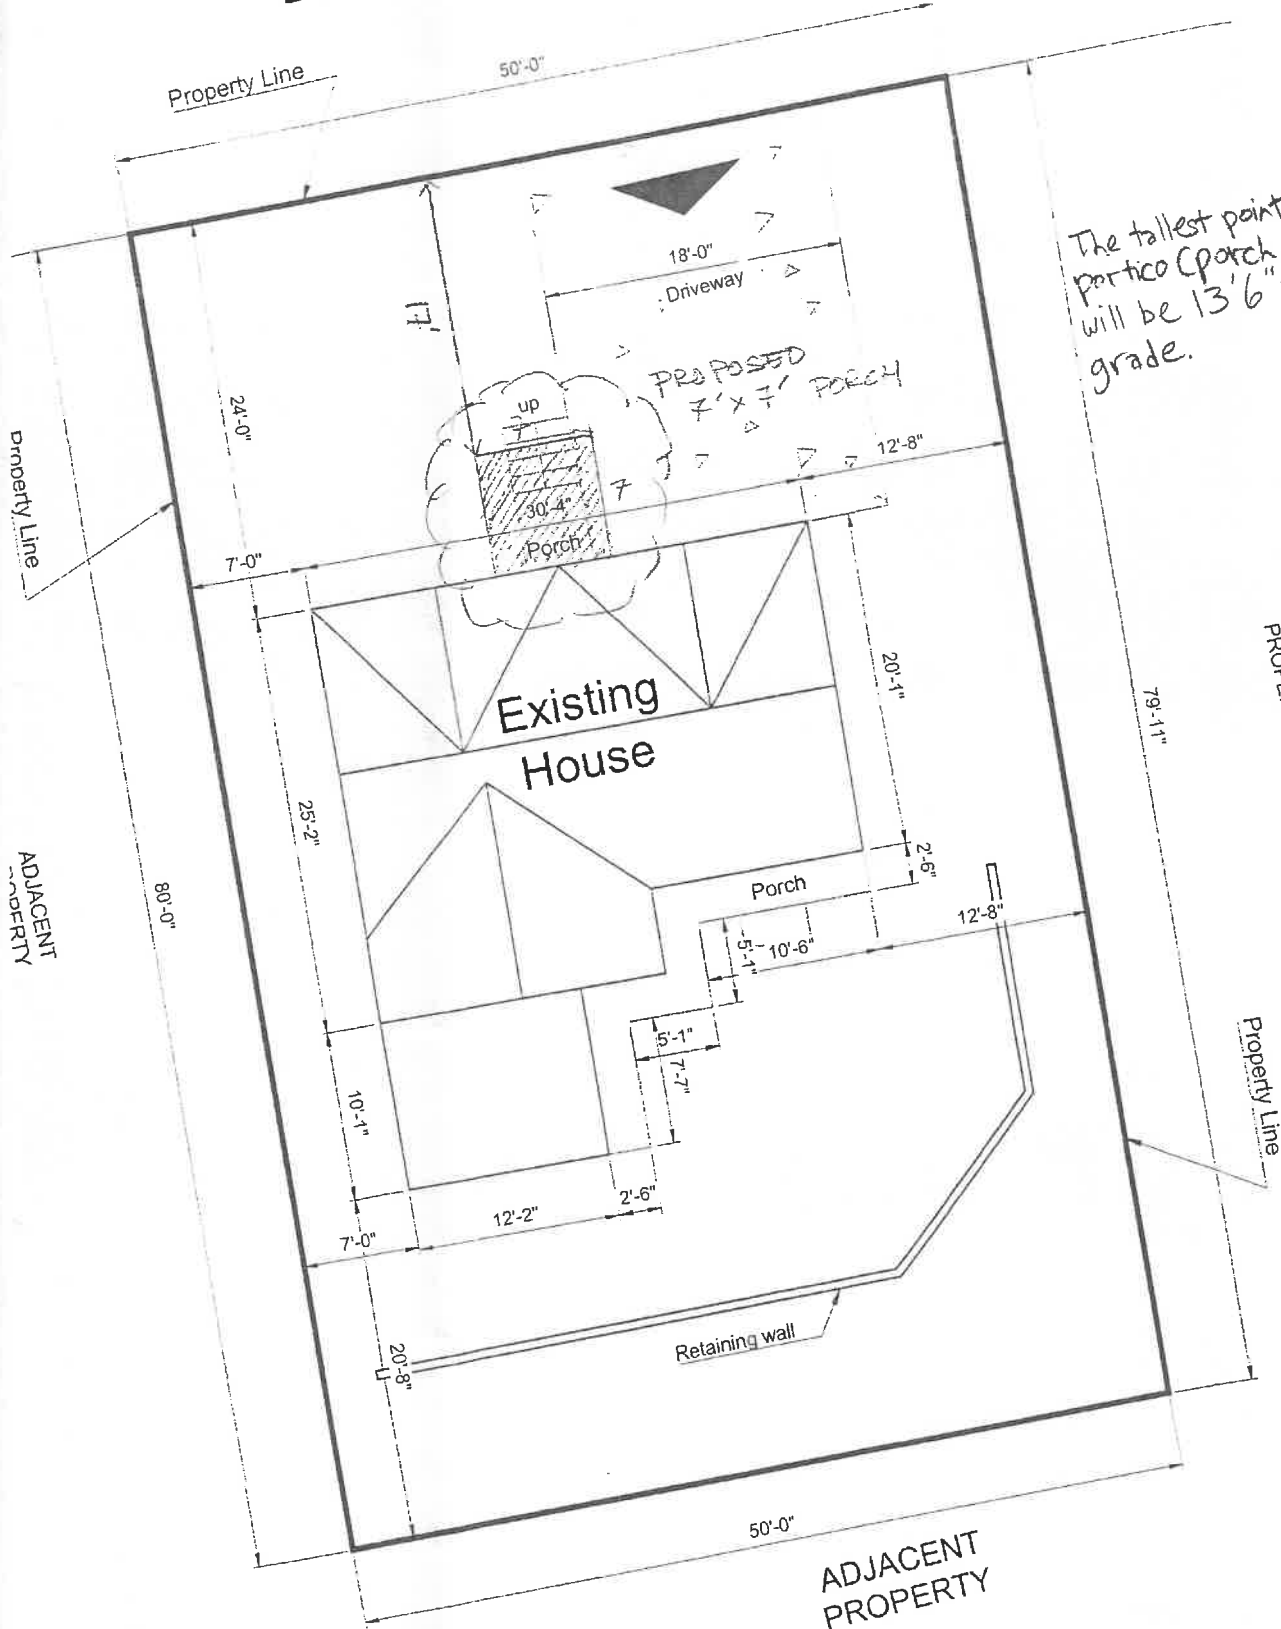 50'-0"
Property Line
18'-0"
Driveway
17'
24'-0"
The tallest point
portico (porch
will be 13'6"
grade.
PROPOSED
7' x 7' PORCH
up
7'
7
30'-4"
Porch
12'-8"
7'-0"
Property Line
Existing
House
20'-1"
79'-11"
25'-2"
80'-0"
ADJACENT
PROPERTY
Porch
2'-6"
12'-8"
5'-1"
10'-6"
5'-1"
7'-7"
Property Line
10'-1"
12'-2"
2'-6"
7'-0"
Retaining wall
20'-8"
50'-0"
ADJACENT
PROPERTY